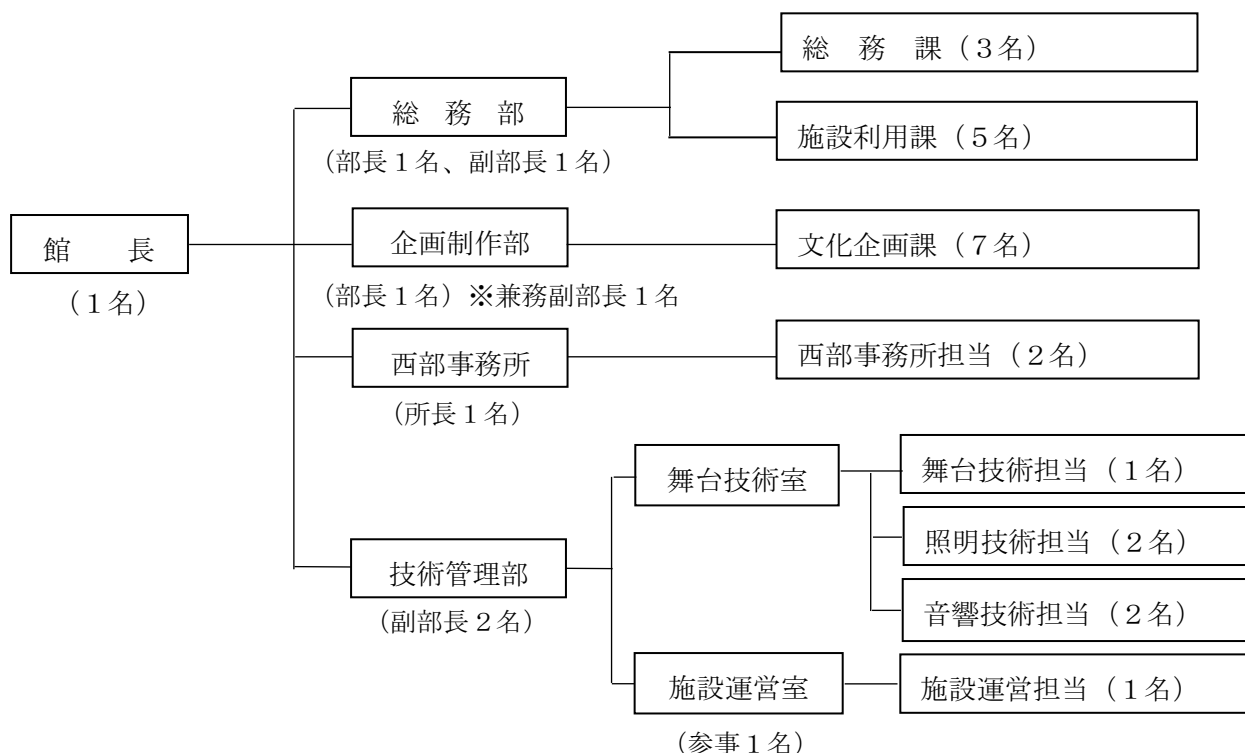 総　務　課（３名）
総　務　部
施設利用課（５名）
（部長１名、副部長１名）
館　　長
（１名）
企画制作部
文化企画課（７名）
（部長１名）※兼務副部長１名
西部事務所
西部事務所担当（２名）
（所長１名）
舞台技術室
舞台技術担当（１名）
照明技術担当（２名）
技術管理部
（副部長２名）
音響技術担当（２名）
施設運営室
施設運営担当（１名）
（参事１名）